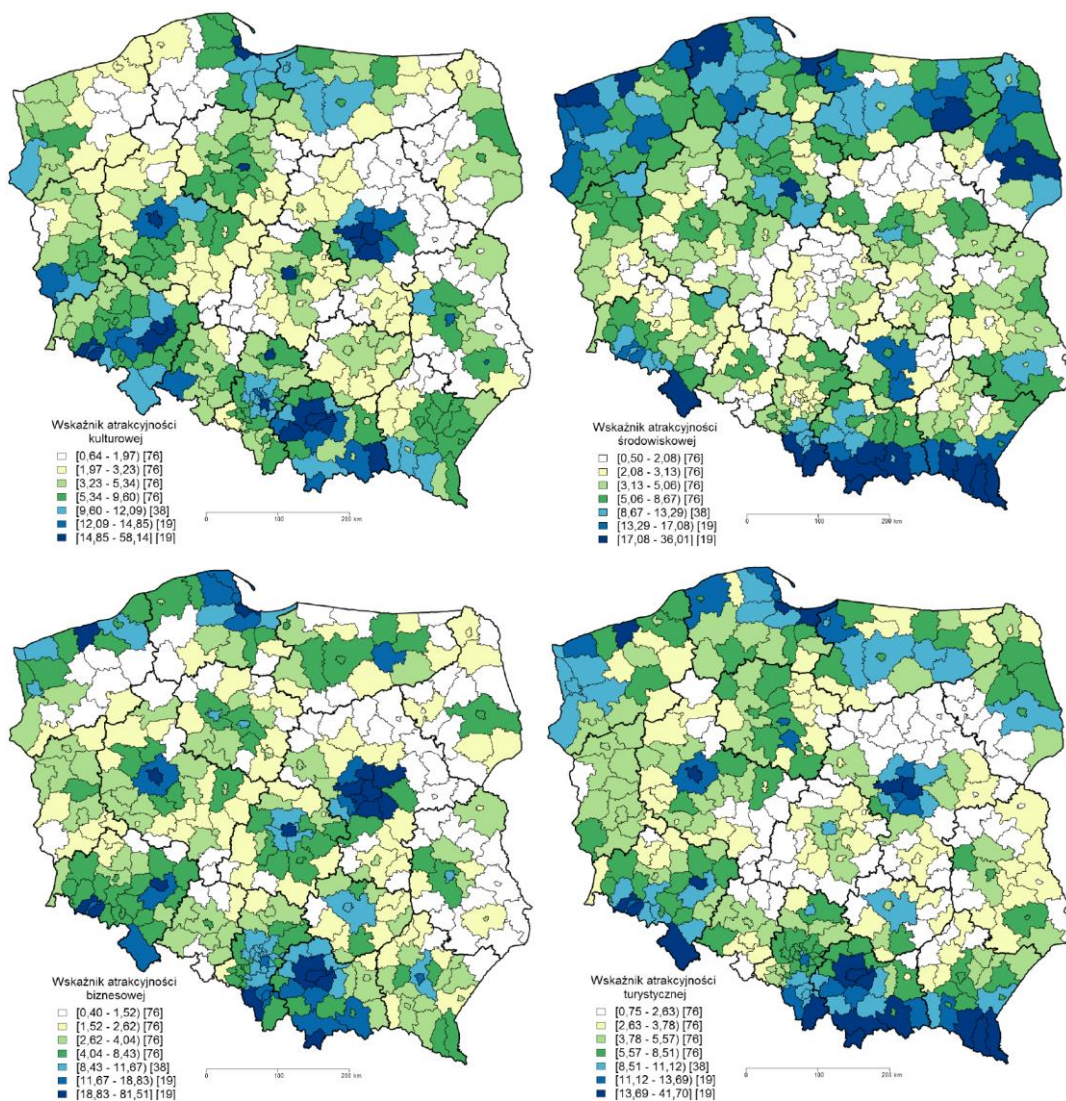 Wskaźnik atrakcyjności
kulturowej
[0,64 - 1,97) [76]
[1,97 - 3,23) [76]
[3,23 - 5,34) [76]
[5,34 - 9,60) [76]
[9,60 - 12,09) [38]
[12,09 - 14,85) [19]
[14,85 - 58,14] [19]
0 100 200 km
Wskaźnik atrakcyjności
środowiskowej
[0,50 - 2,08) [76]
[2,08 - 3,13) [76]
[3,13 - 5,06) [76]
[5,06 - 8,67) [76]
[8,67 - 13,29) [38]
[13,29 - 17,08) [19]
[17,08 - 36,01] [19]
0 100 200 km
Wskaźnik atrakcyjności
biznesowej
[0,40 - 1,52) [76]
[1,52 - 2,62) [76]
[2,62 - 4,04) [76]
[4,04 - 8,43) [76]
[8,43 - 11,67) [38]
[11,67 - 18,83) [19]
[18,83 - 81,51] [19]
0 100 200 km
Wskaźnik atrakcyjności
turystycznej
[0,75 - 2,63) [76]
[2,63 - 3,78) [76]
[3,78 - 5,57) [76]
[5,57 - 8,51) [76]
[8,51 - 11,12) [38]
[11,12 - 13,69) [19]
[13,69 - 41,70] [19]
0 100 200 km